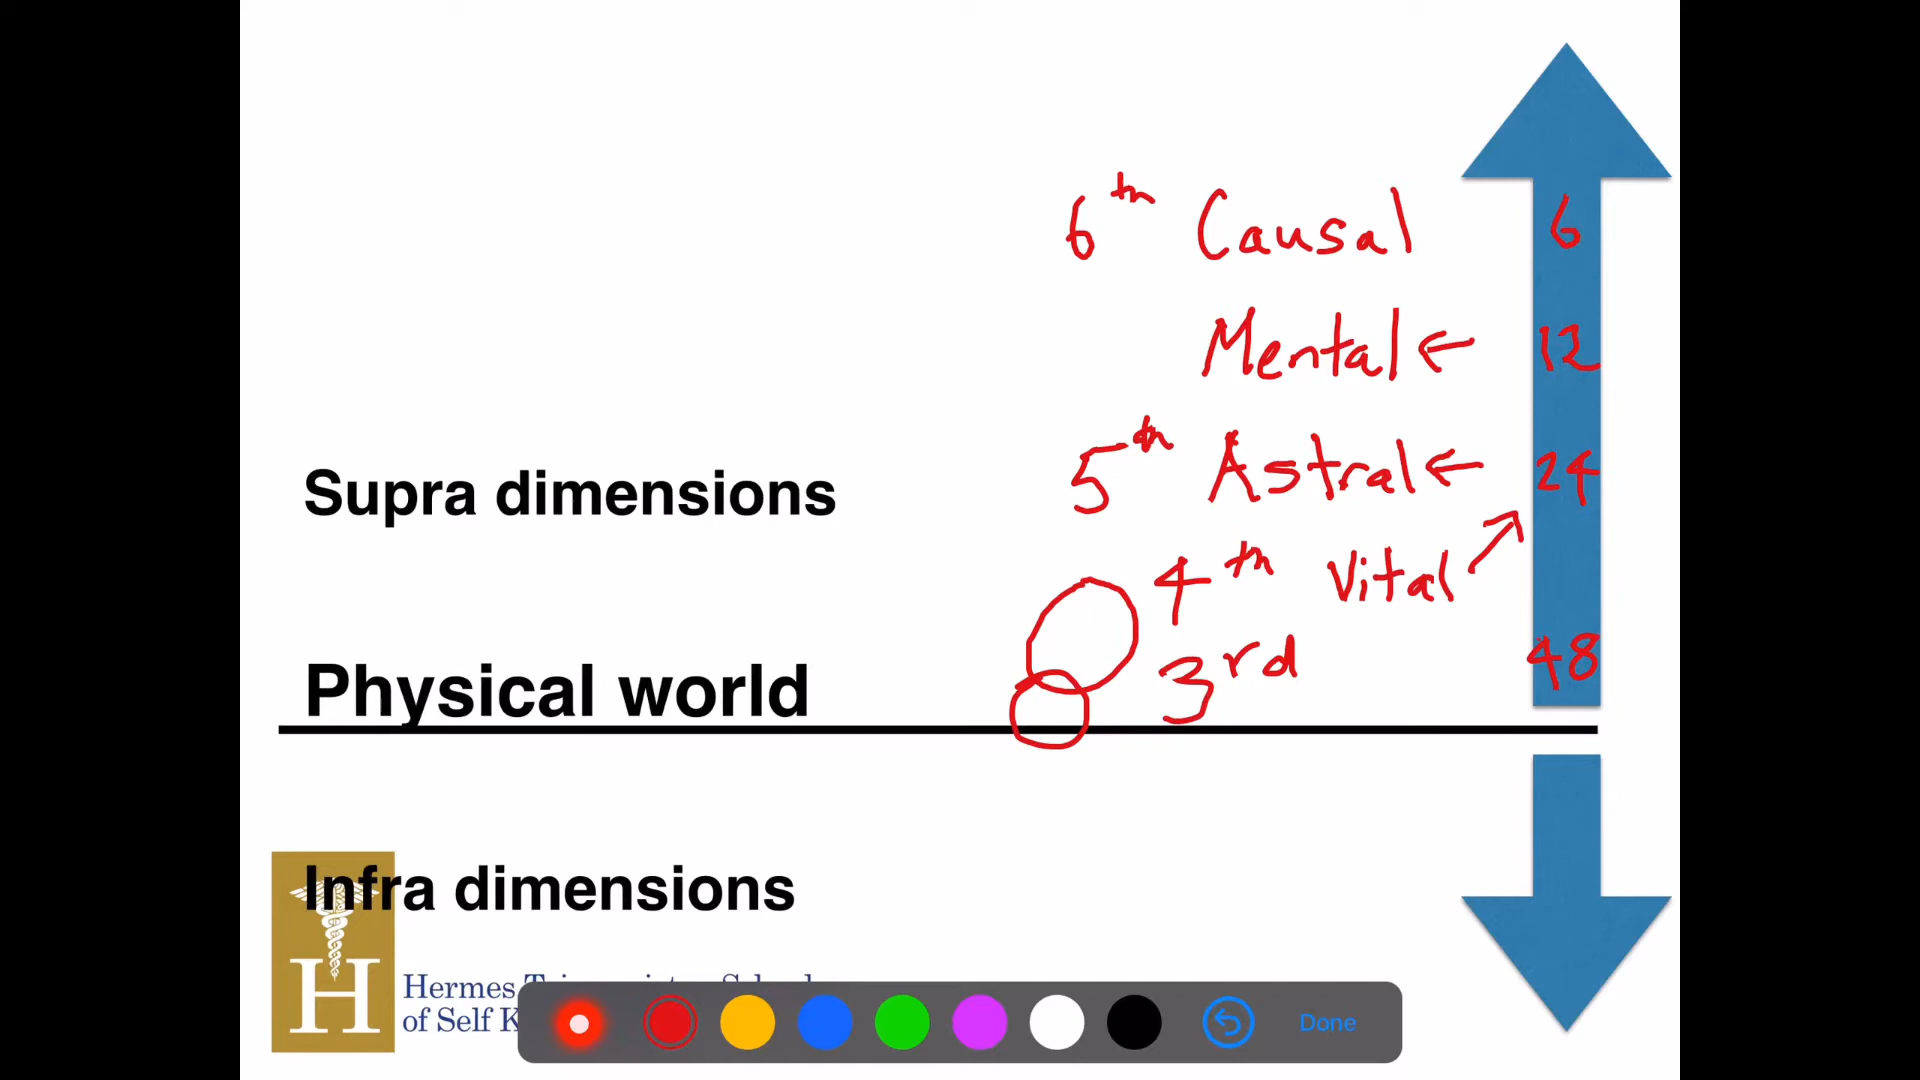 6th Causal 6
Mental ← 12
5th Astral ← 24
Supra dimensions
4th Vital
3rd 48
Physical world
Infra dimensions
H
Hermes
of Self
Done